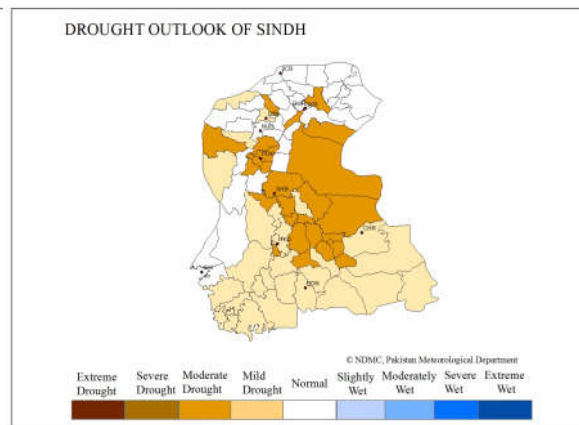 DROUGHT OUTLOOK OF SINDH
© NDMC, Pakistan Meteorological Department
Extreme Drought
Severe Drought
Moderate Drought
Mild Drought
Normal
Slightly Wet
Moderately Wet
Severe Wet
Extreme Wet